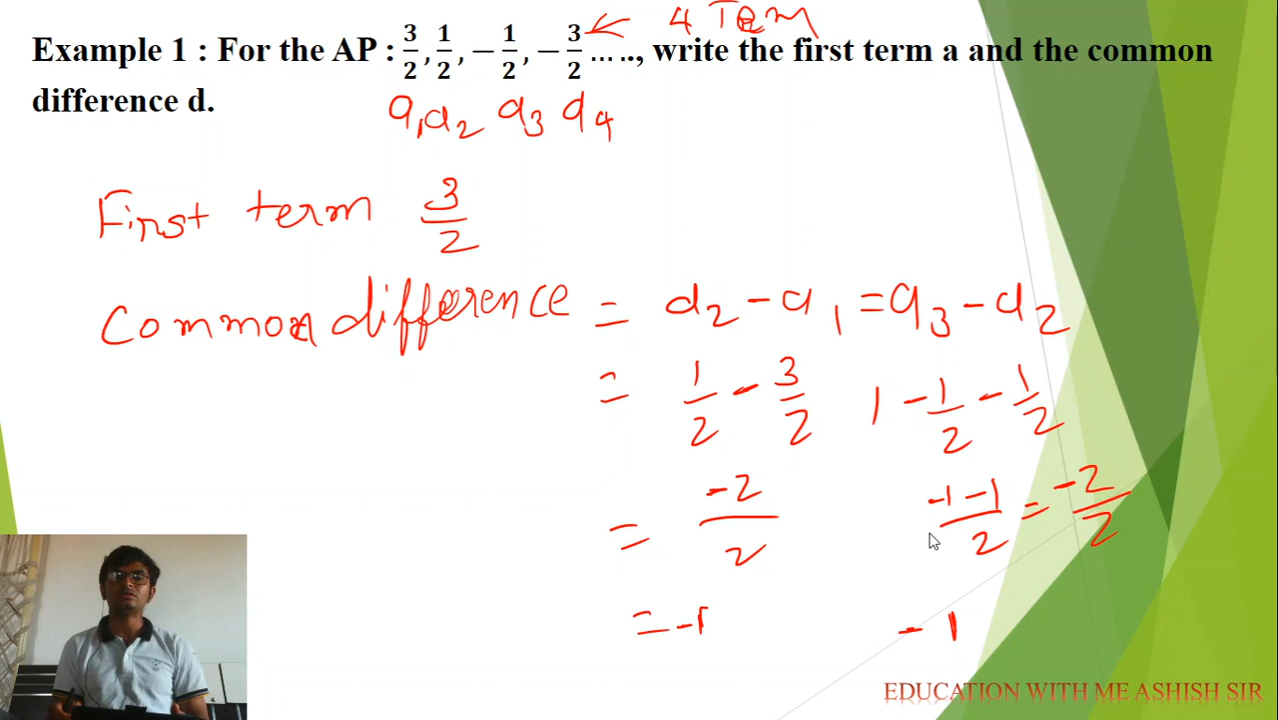 4 TERM
Example 1 : For the AP : 3/2, 1/2, −1/2, −3/2 ... .., write the first term a and the common
difference d.
a1 a2 a3 a4
First term 3/2
Common difference = a2 - a1 = a3 - a2
= 1/2 - 3/2 1 - 1/2 - 1/2
= -2/2 -1-1/2 = -2/2
= -1 -1
EDUCATION WITH ME ASHISH SIR